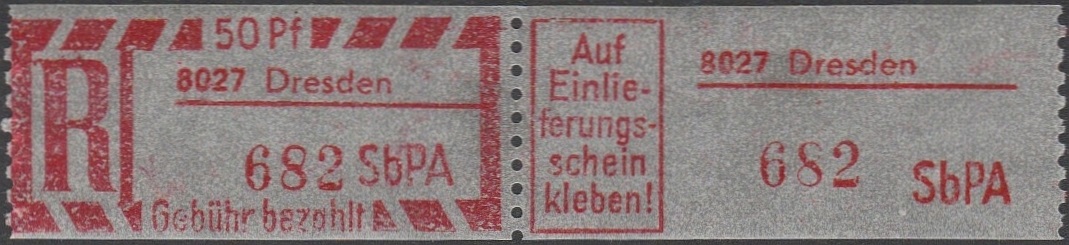 50 Pf
R
8027 Dresden
682 SbPA
Gebühr bezahlt
Auf
Einlie-
ferungs-
schein
kleben!
8027 Dresden
682
SbPA